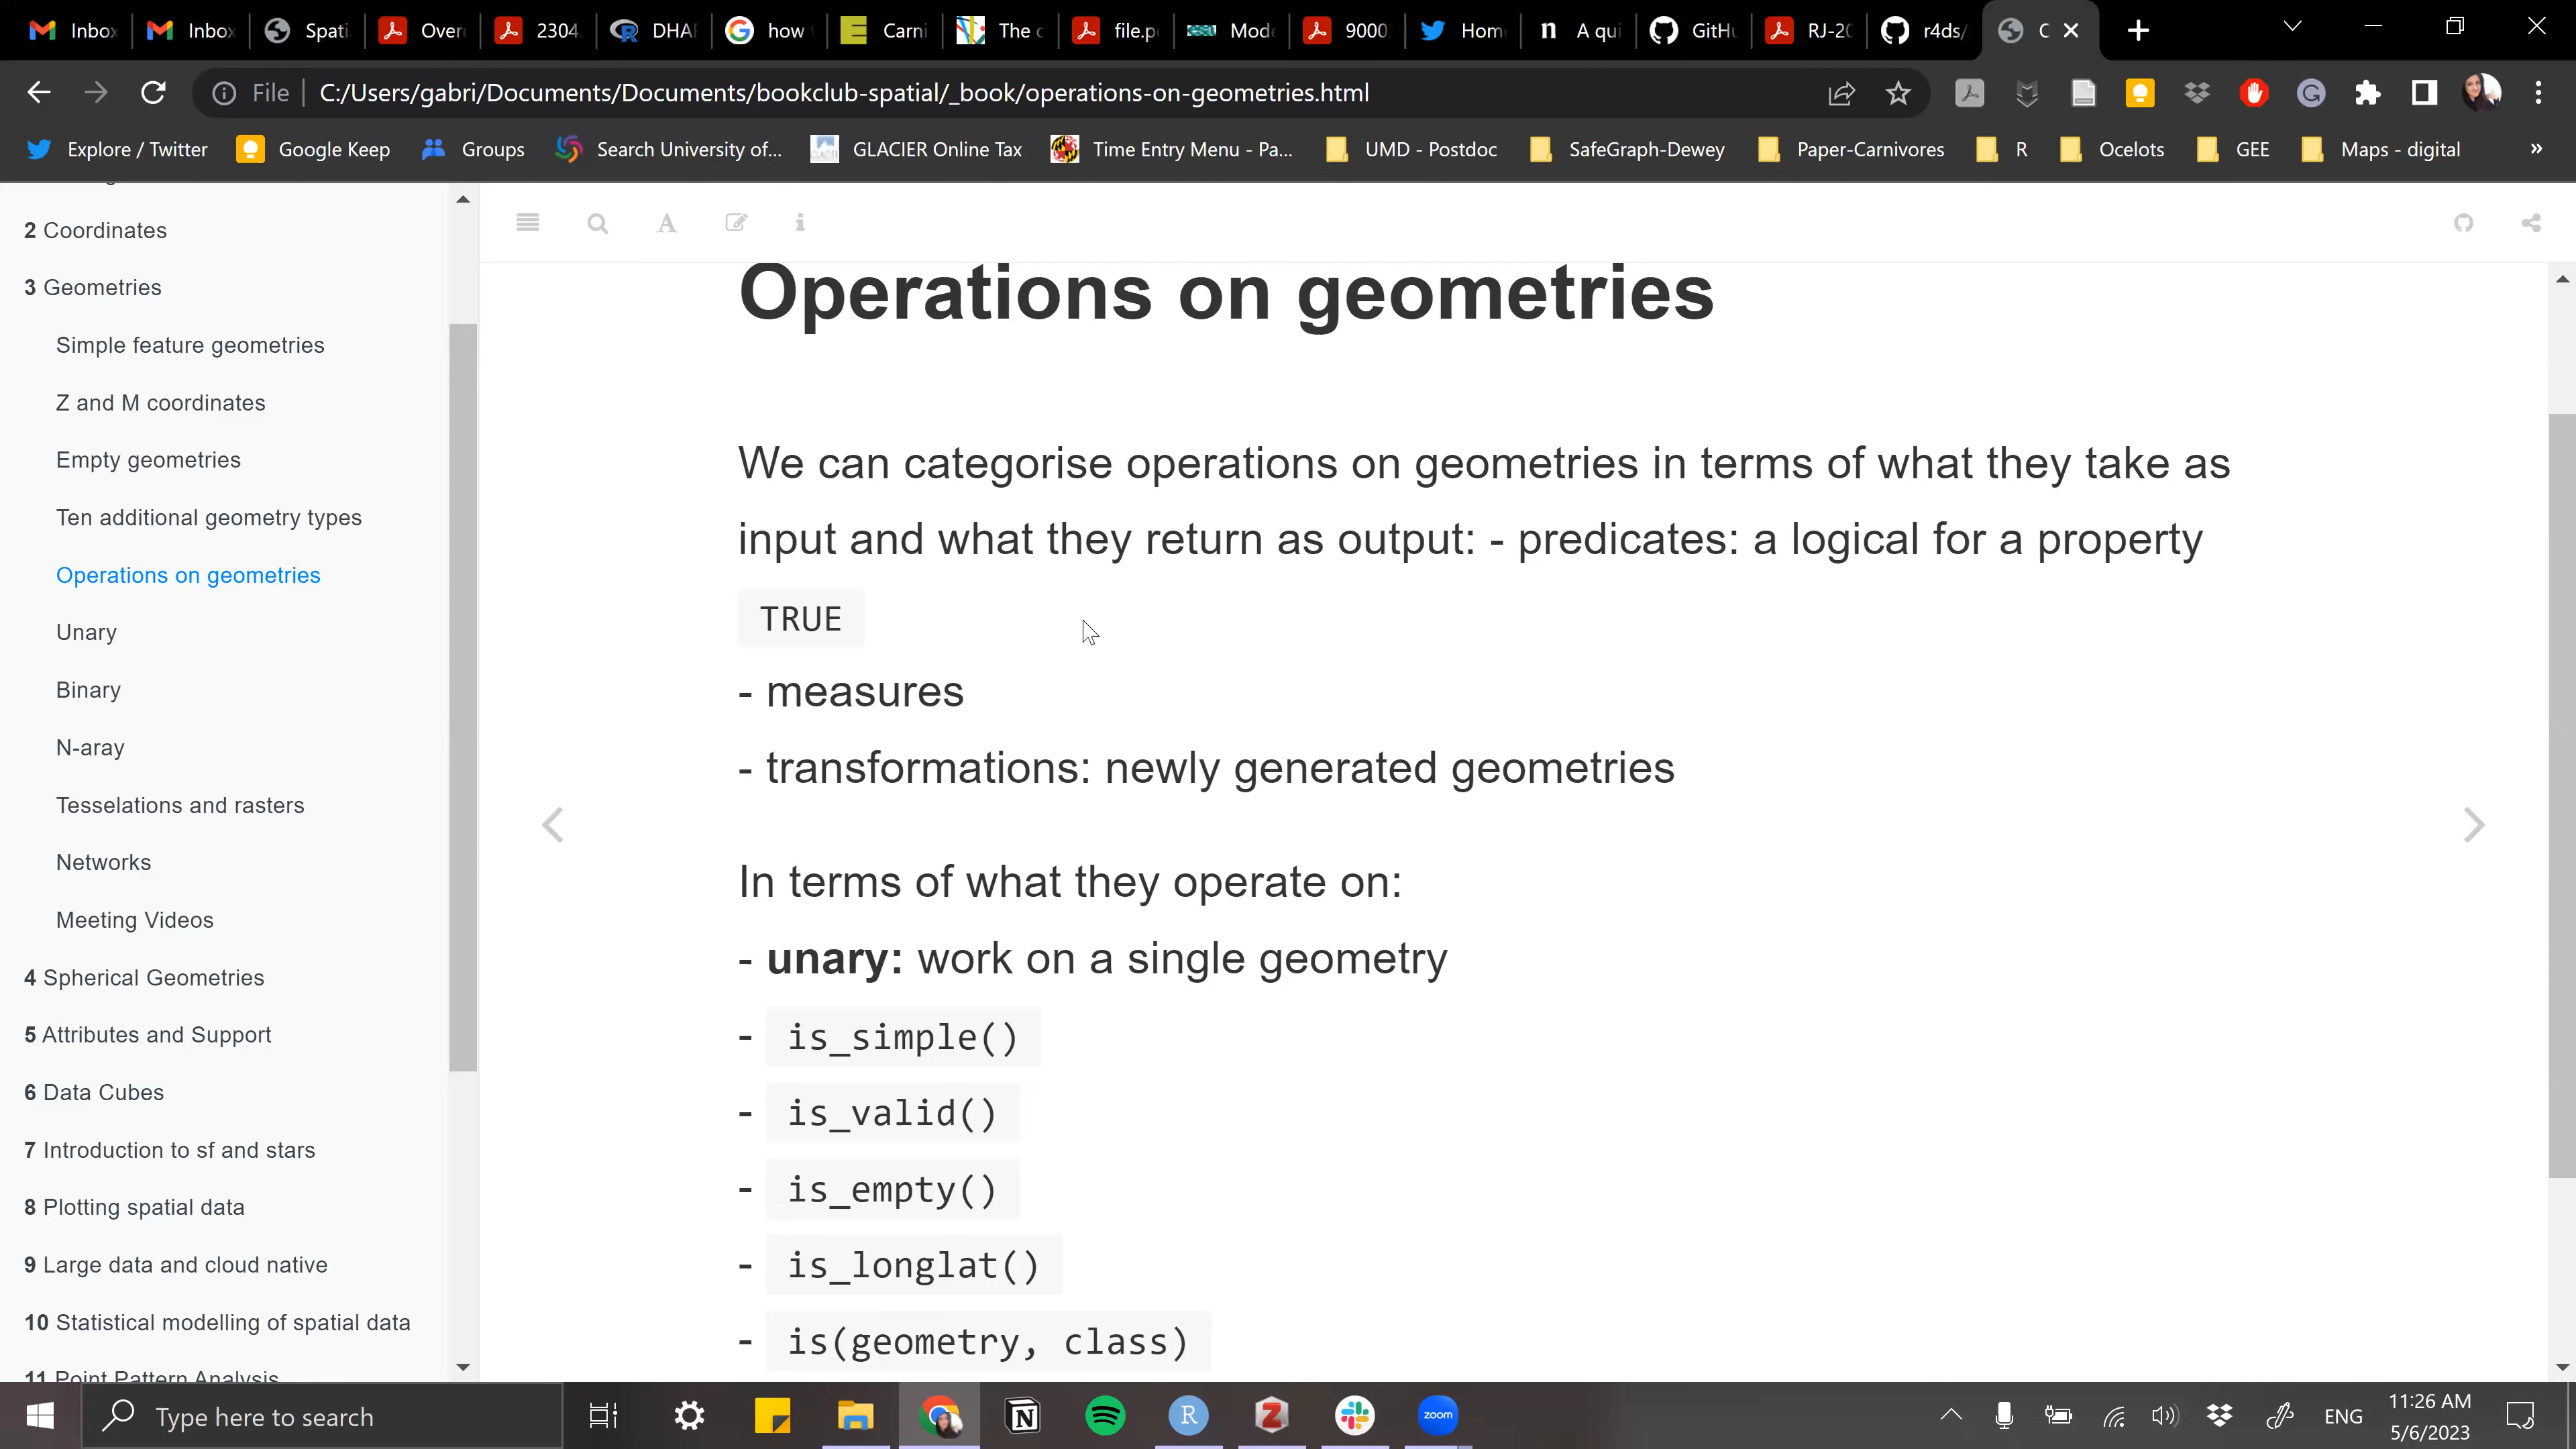 Inbox
Inbox
Spati
Over
2304.
DHAR
how
Carni
The c
file.p
Mode
9000
Hom
A qui
GitHu
RJ-20
r4ds/
File
C:/Users/gabri/Documents/Documents/bookclub-spatial/_book/operations-on-geometries.html
Explore / Twitter
Google Keep
Groups
Search University of...
GLACIER Online Tax
Time Entry Menu - Pa...
UMD - Postdoc
SafeGraph-Dewey
Paper-Carnivores
R
Ocelots
GEE
Maps - digital
»
2 Coordinates
3 Geometries
Simple feature geometries
Z and M coordinates
Empty geometries
Ten additional geometry types
Operations on geometries
Unary
Binary
N-aray
Tesselations and rasters
Networks
Meeting Videos
4 Spherical Geometries
5 Attributes and Support
6 Data Cubes
7 Introduction to sf and stars
8 Plotting spatial data
9 Large data and cloud native
10 Statistical modelling of spatial data
11 Point Pattern Analysis
Operations on geometries
We can categorise operations on geometries in terms of what they take as
input and what they return as output: - predicates: a logical for a property
TRUE
- measures
- transformations: newly generated geometries
In terms of what they operate on:
- unary: work on a single geometry
- is_simple()
- is_valid()
- is_empty()
- is_longlat()
- is(geometry, class)
Type here to search
zoom
ENG
11:26 AM
5/6/2023